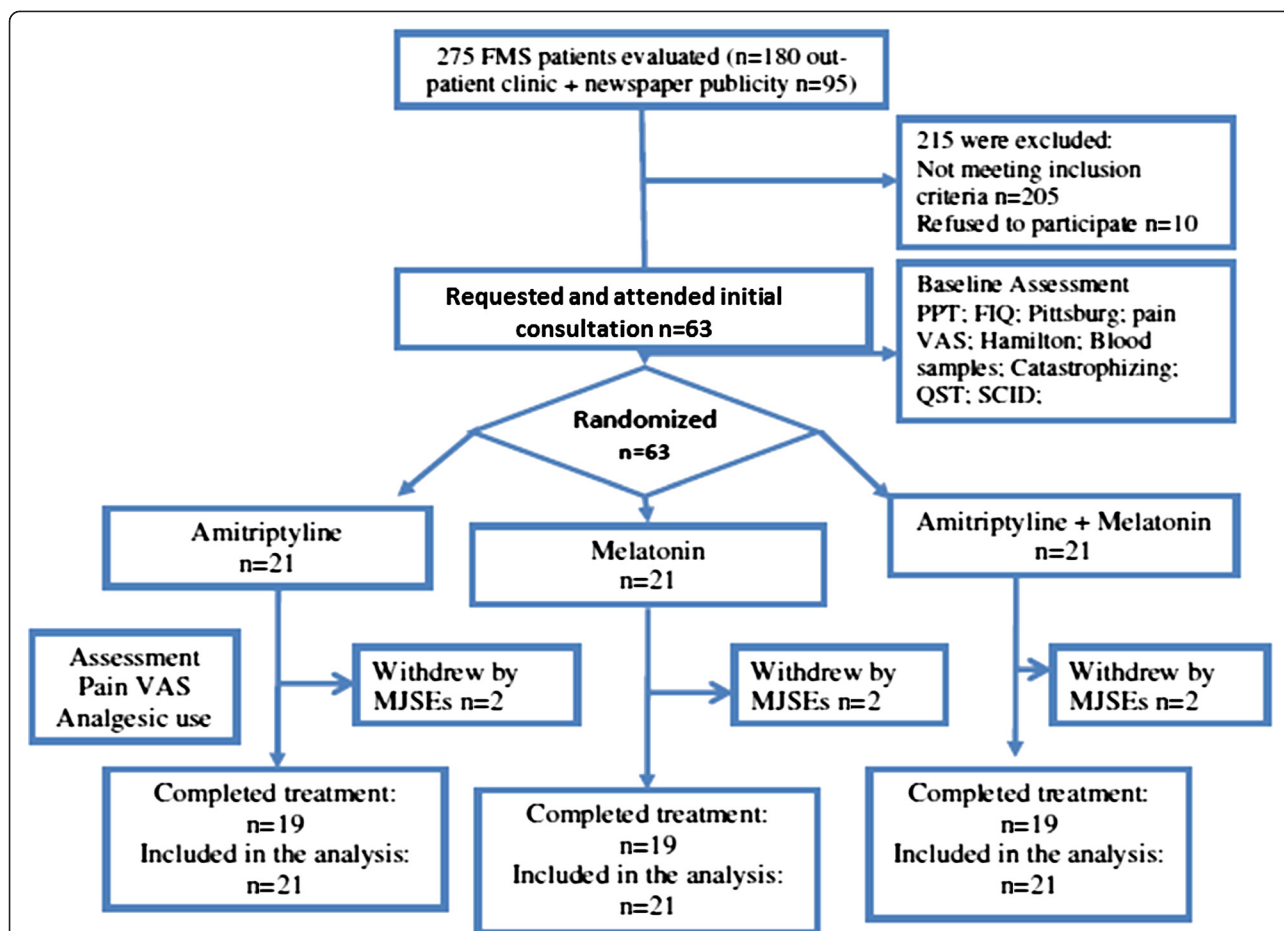 275 FMS patients evaluated (n=180 out-
patient clinic + newspaper publicity n=95)
215 were excluded:
Not meeting inclusion
criteria n=205
Refused to participate n=10
Requested and attended initial
consultation n=63
Baseline Assessment
PPT; FIQ; Pittsburg; pain
VAS; Hamilton; Blood
samples; Catastrophizing;
QST; SCID;
Randomized
n=63
Amitriptyline
n=21
Melatonin
n=21
Amitriptyline + Melatonin
n=21
Assessment
Pain VAS
Analgesic use
Withdrew by
MJSEs n=2
Withdrew by
MJSEs n=2
Withdrew by
MJSEs n=2
Completed treatment:
n=19
Included in the analysis:
n=21
Completed treatment:
n=19
Included in the analysis:
n=21
Completed treatment:
n=19
Included in the analysis:
n=21